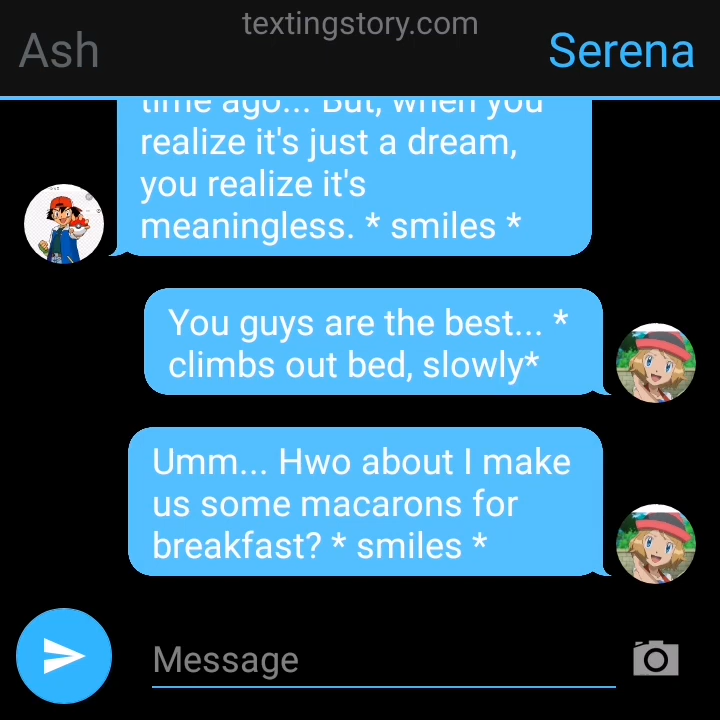 textingstory.com
Ash
Serena
time ago... But, when you
realize it's just a dream,
you realize it's
meaningless. * smiles *
You guys are the best... *
climbs out bed, slowly*
Umm... Hwo about I make
us some macarons for
breakfast? * smiles *
Message